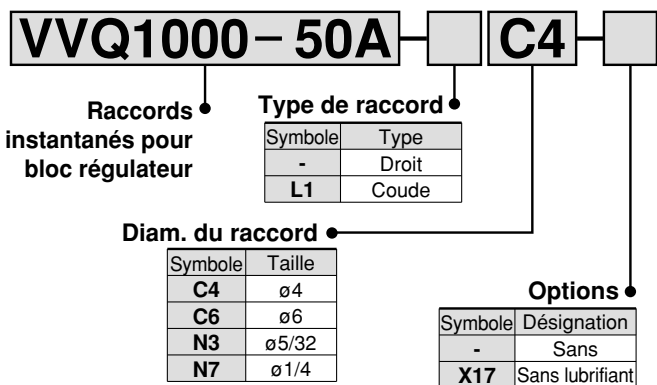 VVQ1000-50A-
C4-
Raccords
instantanés pour
bloc régulateur
Type de raccord
Symbole Type
- Droit
L1 Coude
Diam. du raccord
Symbole Taille
C4 ø4
C6 ø6
N3 ø5/32
N7 ø1/4
Options
Symbole Désignation
- Sans
X17 Sans lubrifiant